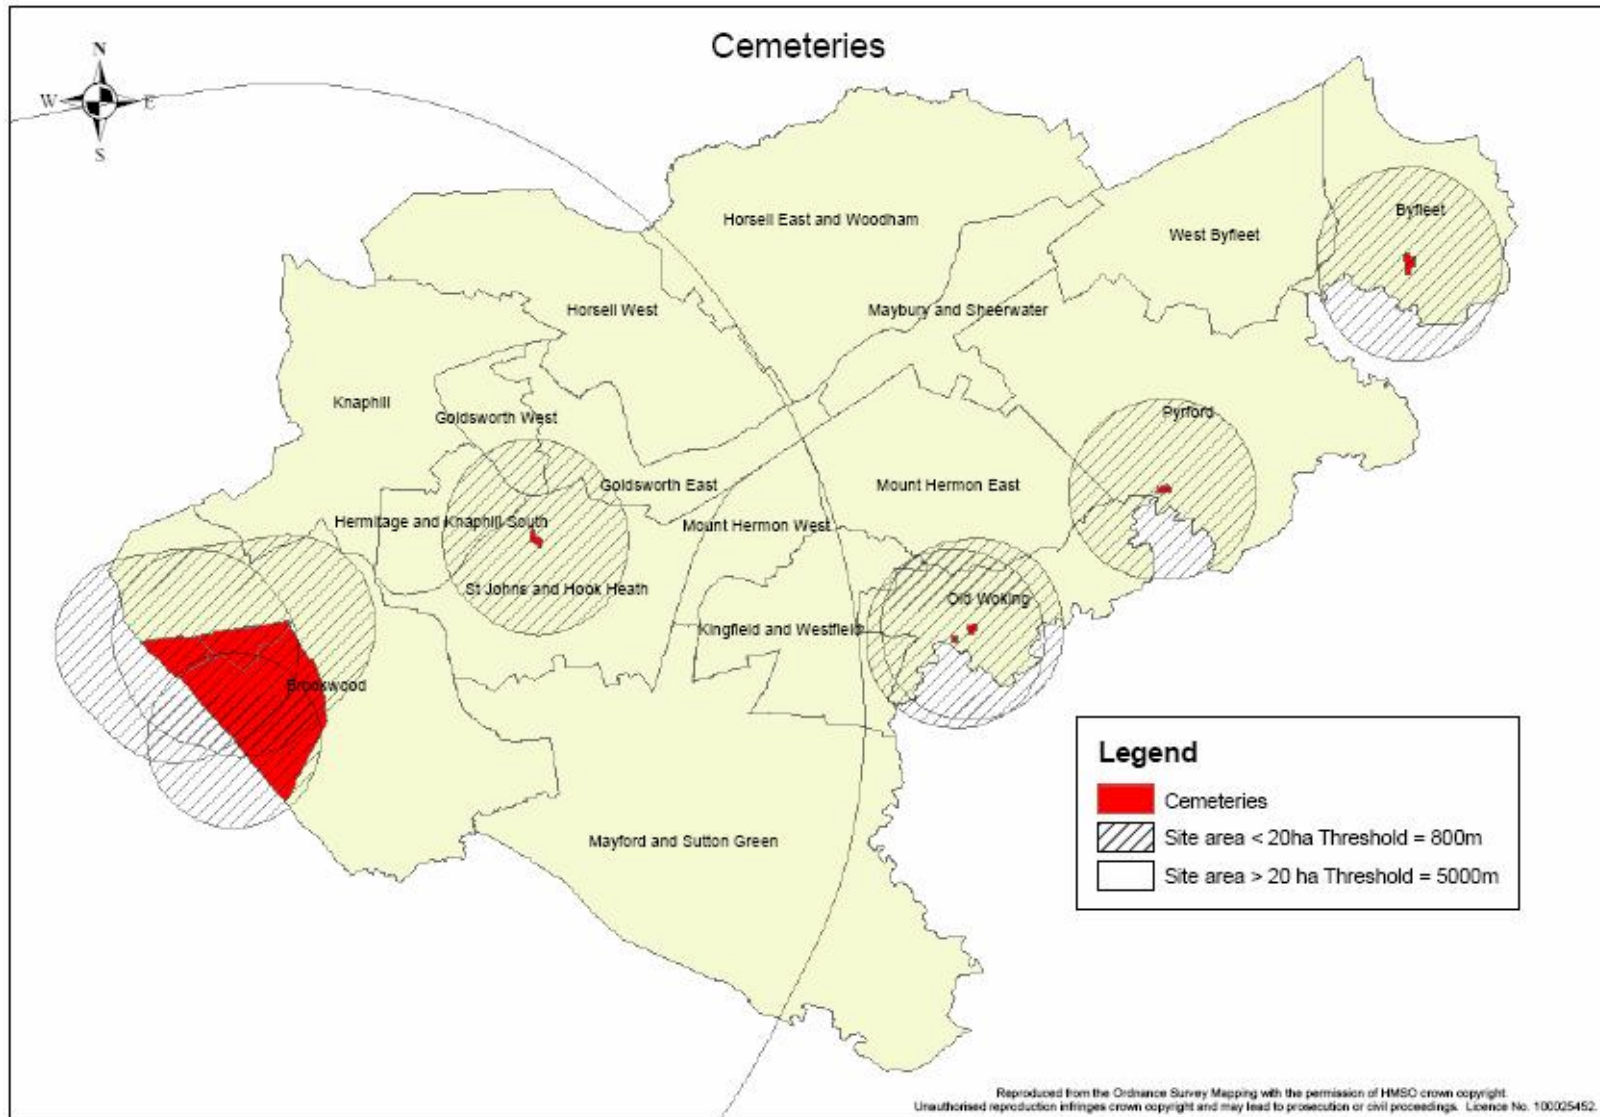 Cemeteries
N
W E
S
Byfleet
Horsell East and Woodham
West Byfleet
Horsell West
Maybury and Sheerwater
Knaphill
Pyrford
Goldsworth West
Goldsworth East
Mount Hermon East
Hermitage and Knaphill South
Mount Hermon West
St Johns and Hook Heath
Old Woking
Kingfield and Westfield
Brookwood
Mayford and Sutton Green
Legend
Cemeteries
Site area < 20ha Threshold = 800m
Site area > 20 ha Threshold = 5000m
Reproduced from the Ordnance Survey Mapping with the permission of HMSO crown copyright.
Unauthorised reproduction infringes crown copyright and may lead to prosecution or civil proceedings. Licence No. 100025452.